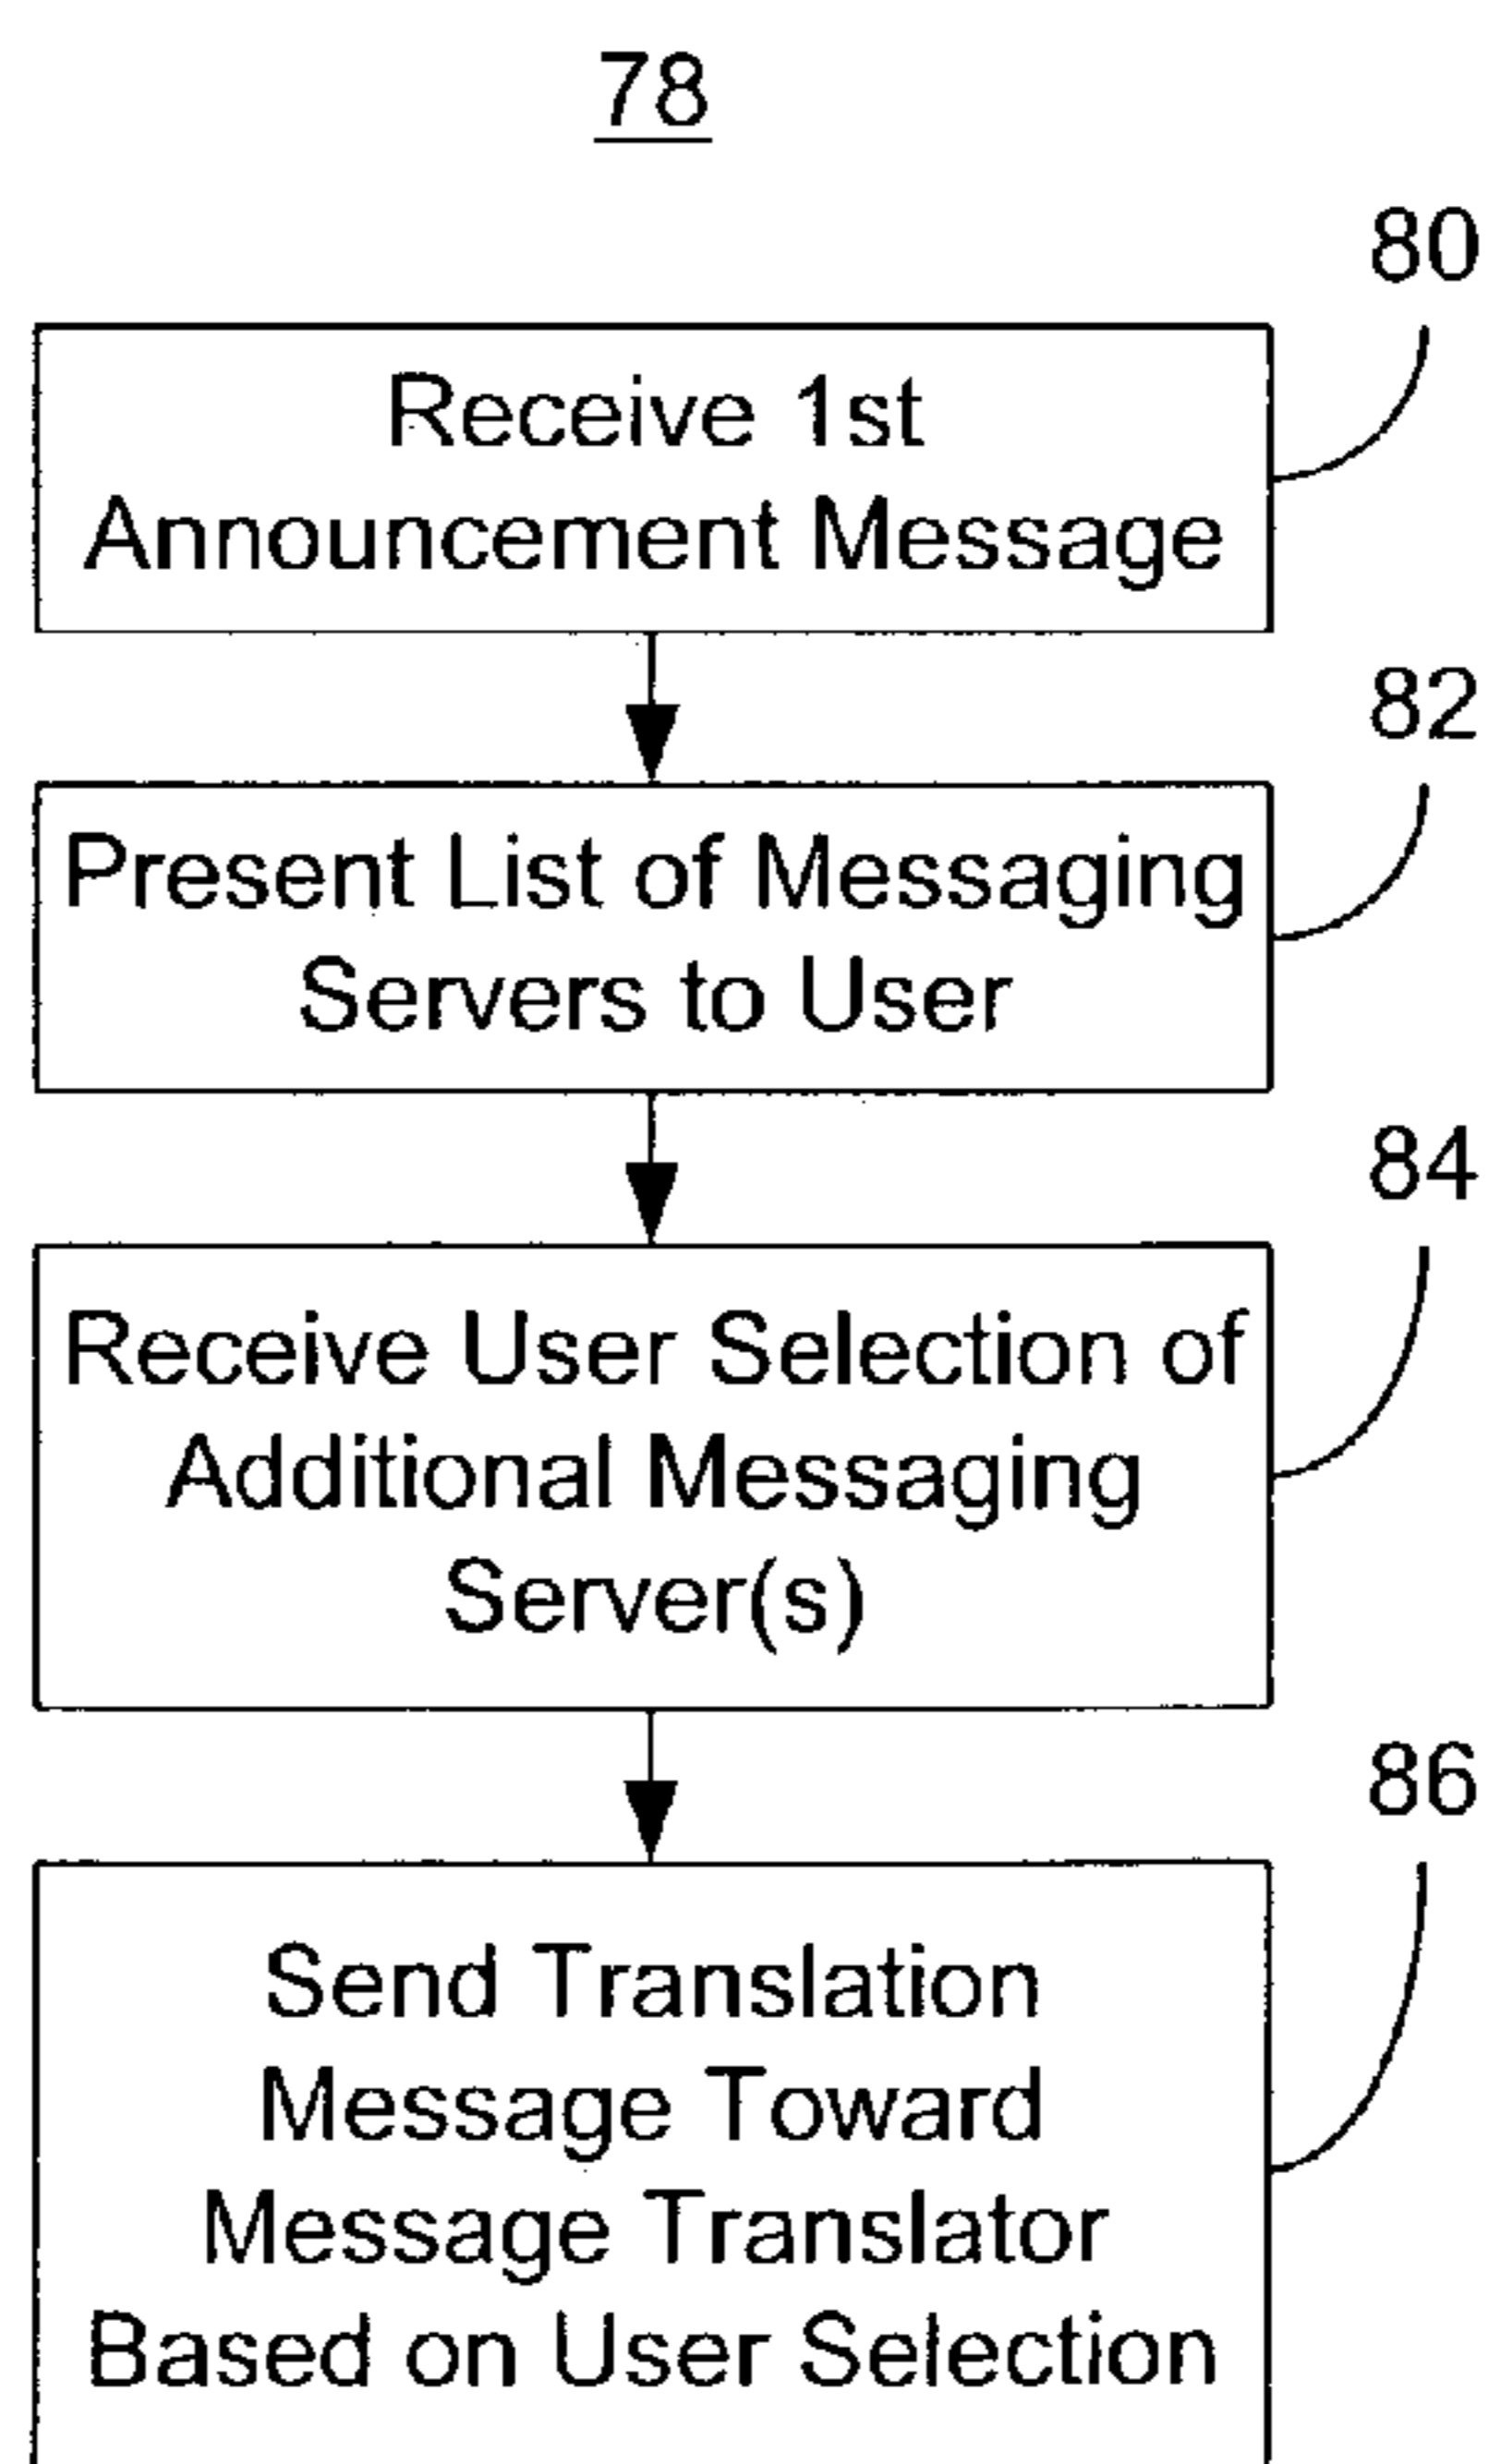 78
80
Receive 1st
Announcement Message
82
Present List of Messaging
Servers to User
84
Receive User Selection of
Additional Messaging
Server(s)
86
Send Translation
Message Toward
Message Translator
Based on User Selection